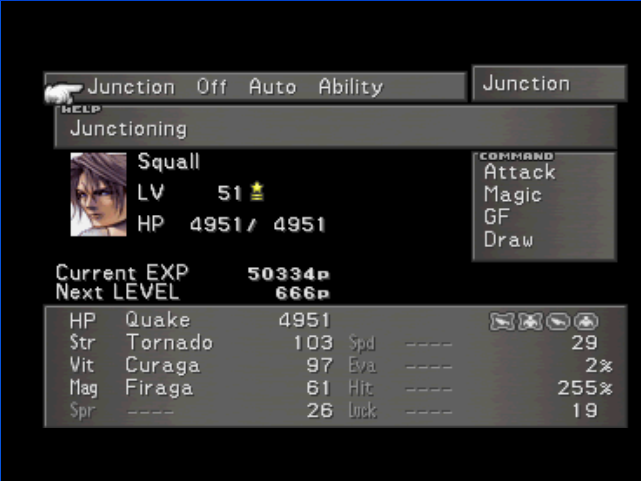 Junction Off Auto Ability
Junction
HELP
Junctioning
Squall
LV 51
HP 4951/ 4951
COMMAND
Attack
Magic
GF
Draw
Current EXP 50334P
Next LEVEL 666P
HP Quake 4951
Str Tornado 103 Spd ---- 29
Vit Curaga 97 Eva ---- 2%
Mag Firaga 61 Hit ---- 255%
Spr ---- 26 Luck ---- 19